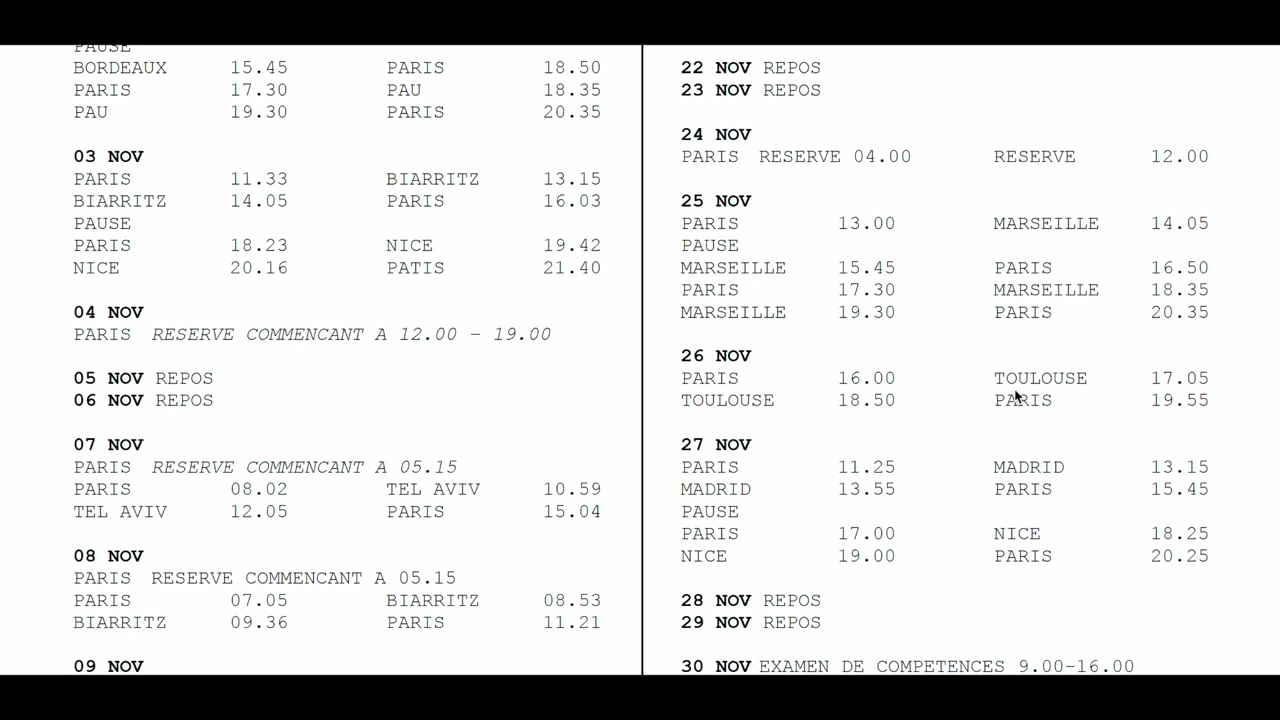 PAUSE
BORDEAUX 15.45 PARIS 18.50
PARIS 17.30 PAU 18.35
PAU 19.30 PARIS 20.35
03 NOV
PARIS 11.33 BIARRITZ 13.15
BIARRITZ 14.05 PARIS 16.03
PAUSE
PARIS 18.23 NICE 19.42
NICE 20.16 PATIS 21.40
04 NOV
PARIS RESERVE COMMENCANT A 12.00 - 19.00
05 NOV REPOS
06 NOV REPOS
07 NOV
PARIS RESERVE COMMENCANT A 05.15
PARIS 08.02 TEL AVIV 10.59
TEL AVIV 12.05 PARIS 15.04
08 NOV
PARIS RESERVE COMMENCANT A 05.15
PARIS 07.05 BIARRITZ 08.53
BIARRITZ 09.36 PARIS 11.21
09 NOV
22 NOV REPOS
23 NOV REPOS
24 NOV
PARIS RESERVE 04.00 RESERVE 12.00
25 NOV
PARIS 13.00 MARSEILLE 14.05
PAUSE
MARSEILLE 15.45 PARIS 16.50
PARIS 17.30 MARSEILLE 18.35
MARSEILLE 19.30 PARIS 20.35
26 NOV
PARIS 16.00 TOULOUSE 17.05
TOULOUSE 18.50 PARIS 19.55
27 NOV
PARIS 11.25 MADRID 13.15
MADRID 13.55 PARIS 15.45
PAUSE
PARIS 17.00 NICE 18.25
NICE 19.00 PARIS 20.25
28 NOV REPOS
29 NOV REPOS
30 NOV EXAMEN DE COMPETENCES 9.00-16.00